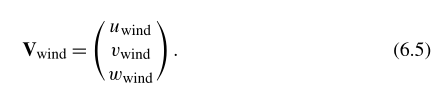 V_wind = ( u_wind
v_wind
w_wind ) . (6.5)